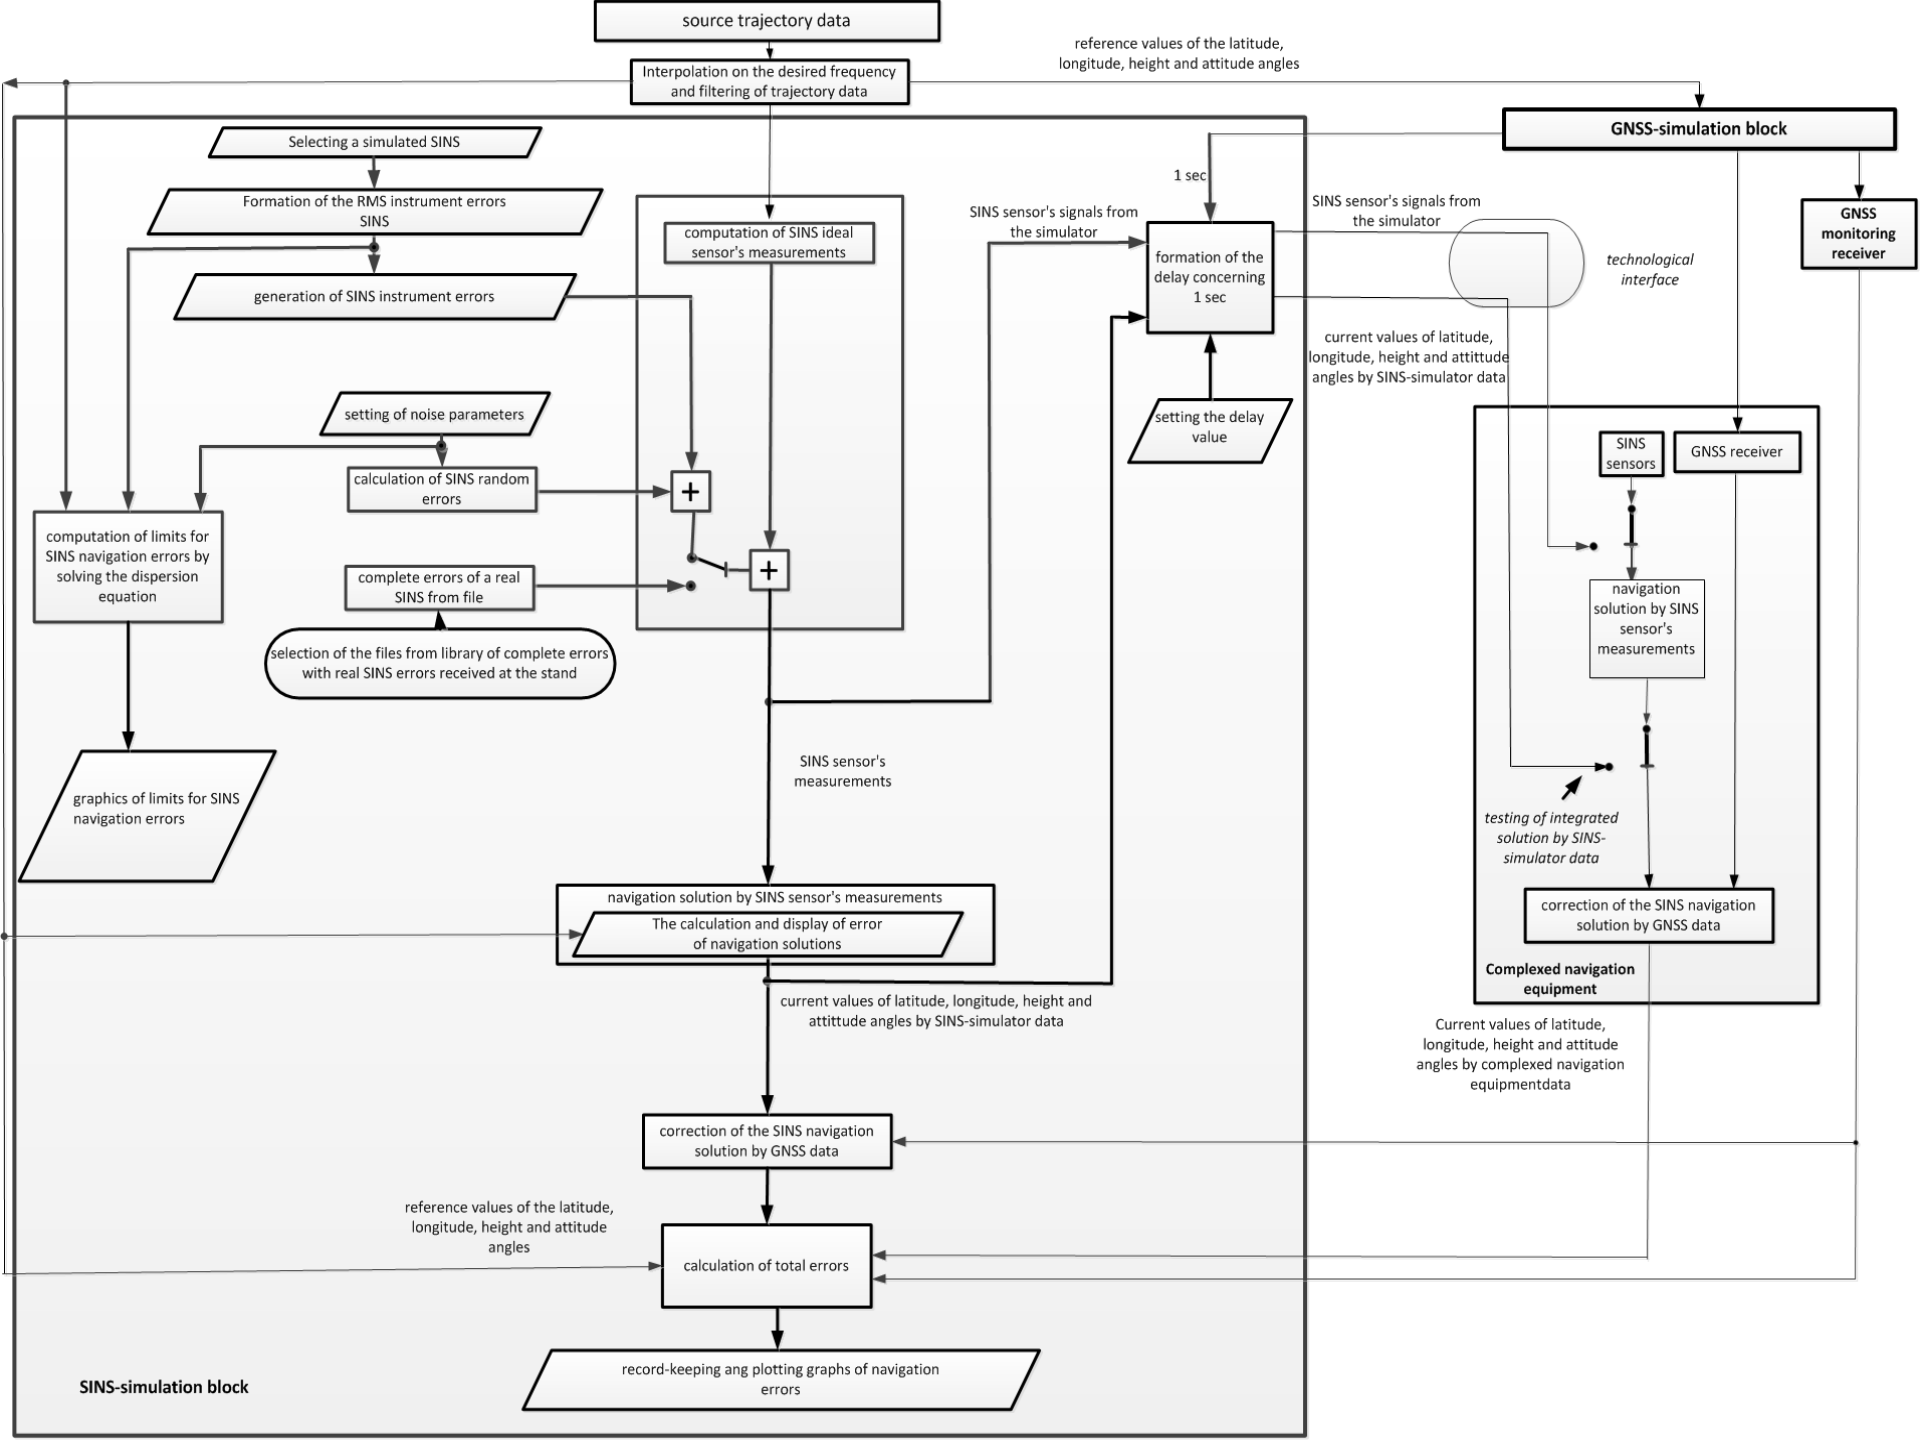 source trajectory data
Interpolation on the desired frequency
and filtering of trajectory data
reference values of the latitude,
longitude, height and attitude angles
GNSS-simulation block
GNSS
monitoring
receiver
Selecting a simulated SINS
Formation of the RMS instrument errors
SINS
generation of SINS instrument errors
setting of noise parameters
calculation of SINS random
errors
computation of limits for
SINS navigation errors by
solving the dispersion
equation
complete errors of a real
SINS from file
selection of the files from library of complete errors
with real SINS errors received at the stand
graphics of limits for SINS
navigation errors
computation of SINS ideal
sensor's measurements
+
+
SINS sensor's signals from
the simulator
1 sec
formation of the
delay concerning
1 sec
setting the delay
value
SINS sensor's signals from
the simulator
technological
interface
current values of latitude,
longitude, height and attittude
angles by SINS-simulator data
SINS
sensors
GNSS receiver
navigation
solution by SINS
sensor's
measurements
testing of integrated
solution by SINS-
simulator data
correction of the SINS navigation
solution by GNSS data
Complexed navigation
equipment
Current values of latitude,
longitude, height and attitude
angles by complexed navigation
equipmentdata
SINS sensor's
measurements
navigation solution by SINS sensor's measurements
The calculation and display of error
of navigation solutions
current values of latitude, longitude, height and
attittude angles by SINS-simulator data
correction of the SINS navigation
solution by GNSS data
reference values of the latitude,
longitude, height and attitude
angles
calculation of total errors
record-keeping ang plotting graphs of navigation
errors
SINS-simulation block